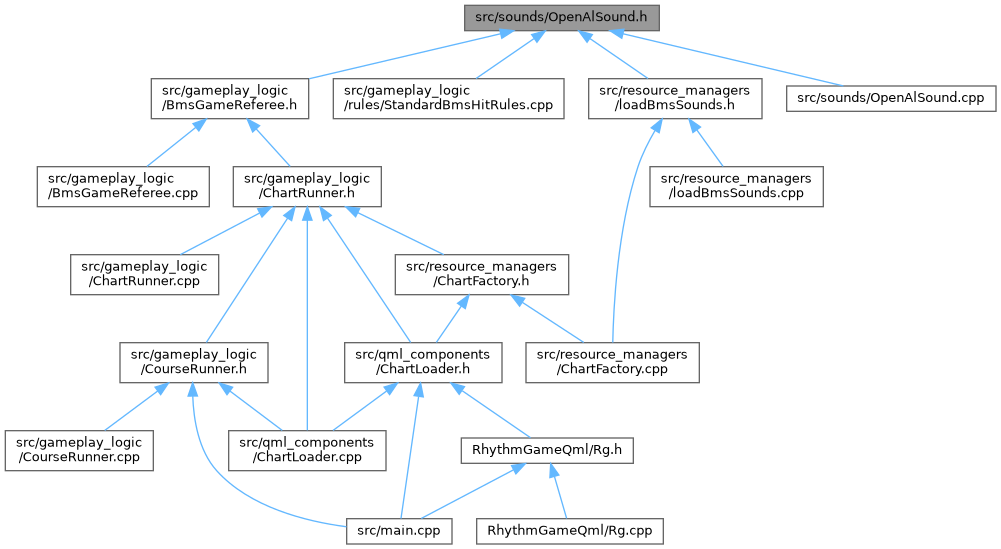 src/sounds/OpenAlSound.h
src/gameplay_logic
/BmsGameReferee.h
src/gameplay_logic
/rules/StandardBmsHitRules.cpp
src/resource_managers
/loadBmsSounds.h
src/sounds/OpenAlSound.cpp
src/gameplay_logic
/BmsGameReferee.cpp
src/gameplay_logic
/ChartRunner.h
src/resource_managers
/loadBmsSounds.cpp
src/gameplay_logic
/ChartRunner.cpp
src/resource_managers
/ChartFactory.h
src/gameplay_logic
/CourseRunner.h
src/qml_components
/ChartLoader.h
src/resource_managers
/ChartFactory.cpp
src/gameplay_logic
/CourseRunner.cpp
src/qml_components
/ChartLoader.cpp
RhythmGameQml/Rg.h
src/main.cpp
RhythmGameQml/Rg.cpp